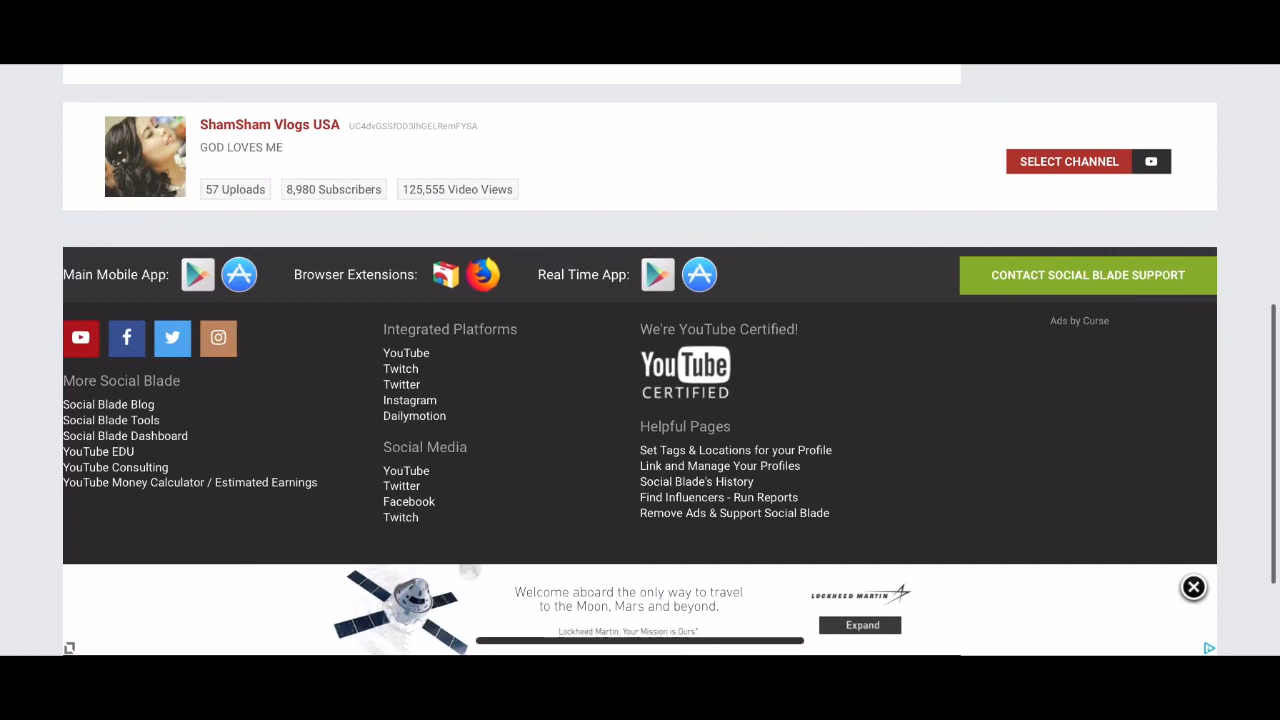 ShamSham Vlogs USA UC4dvGSSfOD3IhGELRemFYSA
GOD LOVES ME
SELECT CHANNEL
57 Uploads 8,980 Subscribers 125,555 Video Views
Main Mobile App: Browser Extensions: Real Time App: CONTACT SOCIAL BLADE SUPPORT
More Social Blade
Social Blade Blog
Social Blade Tools
Social Blade Dashboard
YouTube EDU
YouTube Consulting
YouTube Money Calculator / Estimated Earnings
Integrated Platforms
YouTube
Twitch
Twitter
Instagram
Dailymotion
Social Media
YouTube
Twitter
Facebook
Twitch
We're YouTube Certified!
YouTube
CERTIFIED
Helpful Pages
Set Tags & Locations for your Profile
Link and Manage Your Profiles
Social Blade's History
Find Influencers - Run Reports
Remove Ads & Support Social Blade
Ads by Curse
Welcome aboard the only way to travel
to the Moon, Mars and beyond.
Lockheed Martin. Your Mission is Ours.®
LOCKHEED MARTIN
Expand